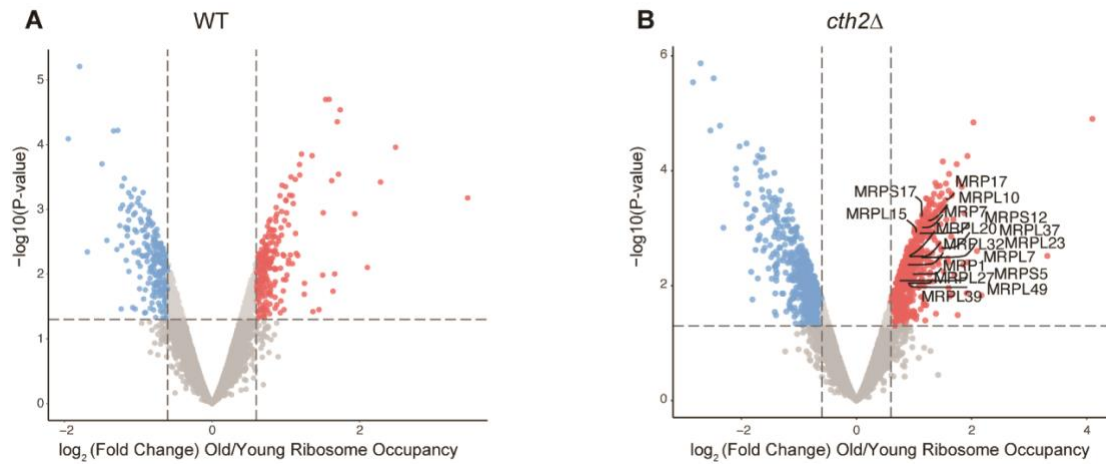 A
WT
5
4
3
2
1
0
−log10(P-value)
−2
0
2
log2 (Fold Change) Old/Young Ribosome Occupancy
B
cth2Δ
6
4
2
0
−log10(P-value)
−2
0
2
4
MRPS17
MRP17
MRPL10
MRPL15
MRP7
MRPS12
MRPL20
MRPL37
MRPL32
MRPL23
MRPL7
MRP1
MRPL27
MRPS5
MRPL49
MRPL39
log2 (Fold Change) Old/Young Ribosome Occupancy